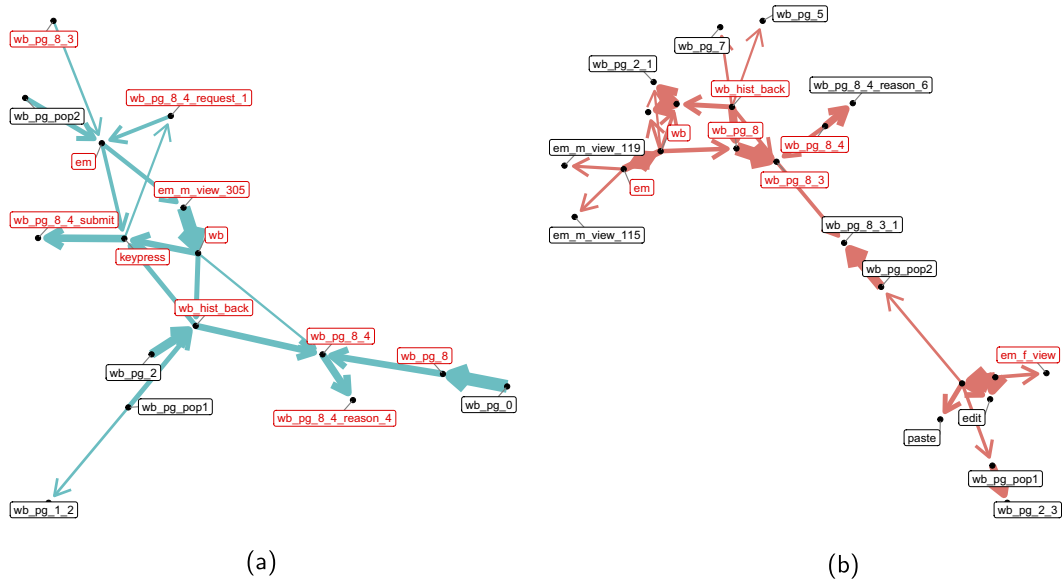 wb_pg_8_3
wb_pg_pop2
wb_pg_8_4_request_1
em
em_m_view_305
wb_pg_8_4_submit
wb
keypress
wb_hist_back
wb_pg_8_4
wb_pg_8
wb_pg_2
wb_pg_0
wb_pg_pop1
wb_pg_8_4_reason_4
wb_pg_1_2
(a)
wb_pg_5
wb_pg_7
wb_pg_2_1
wb_hist_back
wb_pg_8_4_reason_6
wb
wb_pg_8
wb_pg_8_4
em_m_view_119
em
wb_pg_8_3
em_m_view_115
wb_pg_8_3_1
wb_pg_pop2
em_f_view
edit
paste
wb_pg_pop1
wb_pg_2_3
(b)